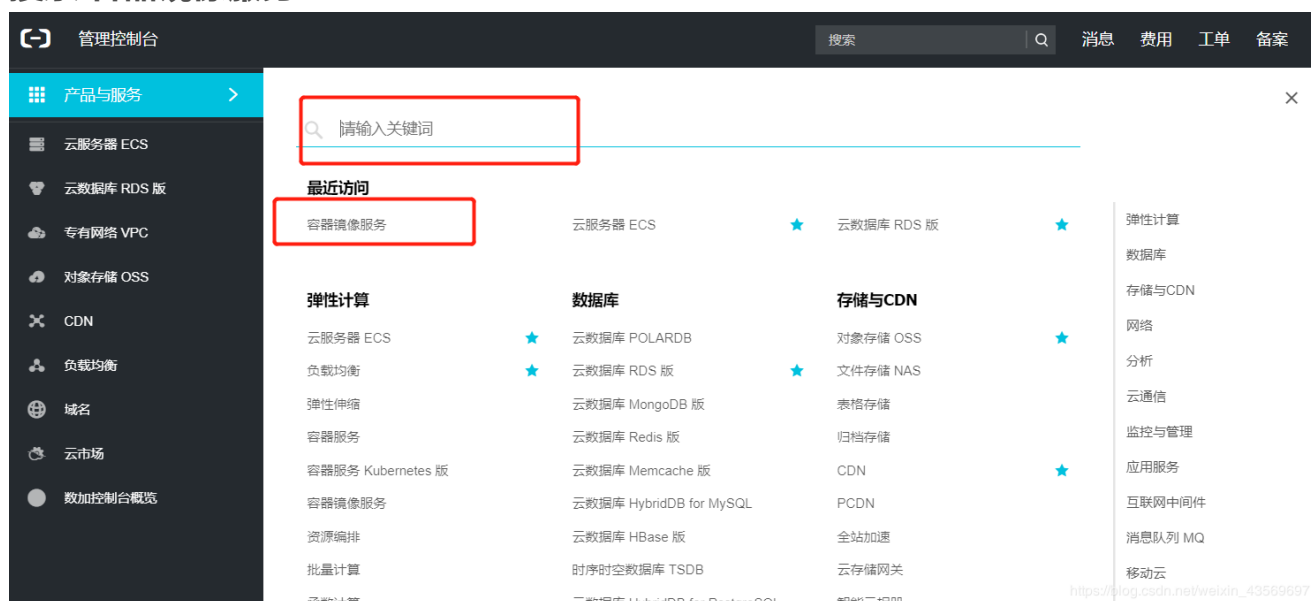 管理控制台
搜索
消息 费用 工单 备案
产品与服务
云服务器 ECS
云数据库 RDS 版
专有网络 VPC
对象存储 OSS
CDN
负载均衡
域名
云市场
数加控制台概览
请输入关键词
最近访问
容器镜像服务 云服务器 ECS 云数据库 RDS 版
弹性计算
云服务器 ECS
负载均衡
弹性伸缩
容器服务
容器服务 Kubernetes 版
容器镜像服务
资源编排
批量计算
数据库
云数据库 POLARDB
云数据库 RDS 版
云数据库 MongoDB 版
云数据库 Redis 版
云数据库 Memcache 版
云数据库 HybridDB for MySQL
云数据库 HBase 版
时序时空数据库 TSDB
存储与CDN
对象存储 OSS
文件存储 NAS
表格存储
归档存储
CDN
PCDN
全站加速
云存储网关
弹性计算
数据库
存储与CDN
网络
分析
云通信
监控与管理
应用服务
互联网中间件
消息队列 MQ
移动云
https://blog.csdn.net/weixin_43569697